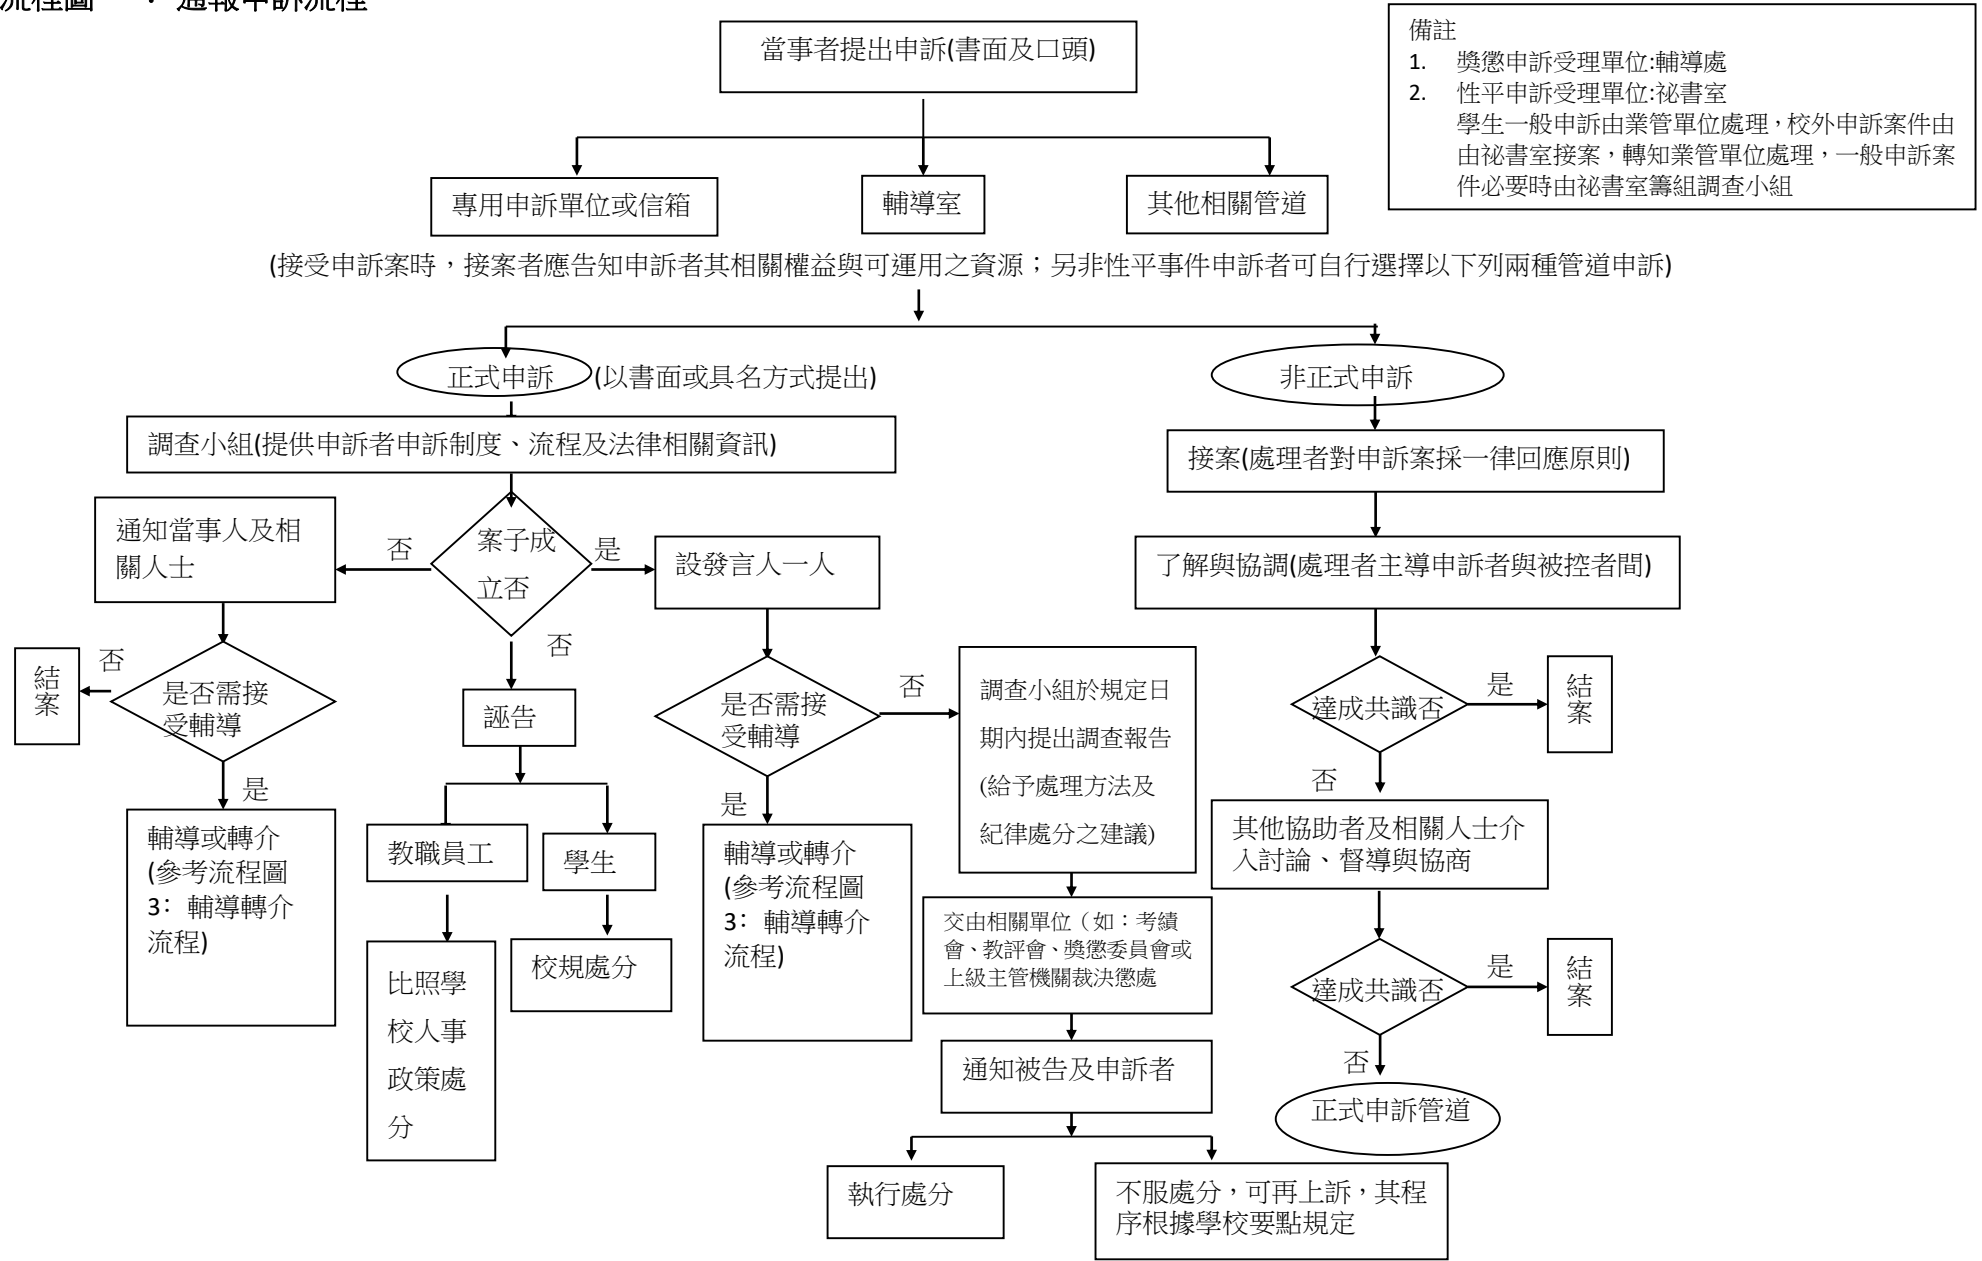 流程圖 : 通報申訴流程
當事者提出申訴(書面及口頭)
備註
1. 獎懲申訴受理單位:輔導處
2. 性平申訴受理單位:祕書室
學生一般申訴由業管單位處理，校外申訴案件由
由祕書室接案，轉知業管單位處理，一般申訴案
件必要時由祕書室籌組調查小組
專用申訴單位或信箱
輔導室
其他相關管道
(接受申訴案時，接案者應告知申訴者其相關權益與可運用之資源；另非性平事件申訴者可自行選擇以下列兩種管道申訴)
正式申訴
(以書面或具名方式提出)
非正式申訴
調查小組(提供申訴者申訴制度、流程及法律相關資訊)
接案(處理者對申訴案採一律回應原則)
通知當事人及相
關人士
否
案子成
立否
是
設發言人一人
了解與協調(處理者主導申訴者與被控者間)
否
結
案
否
是否需接
受輔導
是
輔導或轉介
(參考流程圖
3: 輔導轉介
流程)
誣告
教職員工
學生
比照學
校人事
政策處
分
校規處分
是否需接
受輔導
否
是
輔導或轉介
(參考流程圖
3: 輔導轉介
流程)
調查小組於規定日
期內提出調查報告
(給予處理方法及
紀律處分之建議)
交由相關單位（如：考績
會、教評會、獎懲委員會或
上級主管機關裁決懲處
通知被告及申訴者
執行處分
不服處分，可再上訴，其程
序根據學校要點規定
達成共識否
是
結
案
否
其他協助者及相關人士介
入討論、督導與協商
達成共識否
是
結
案
否
正式申訴管道